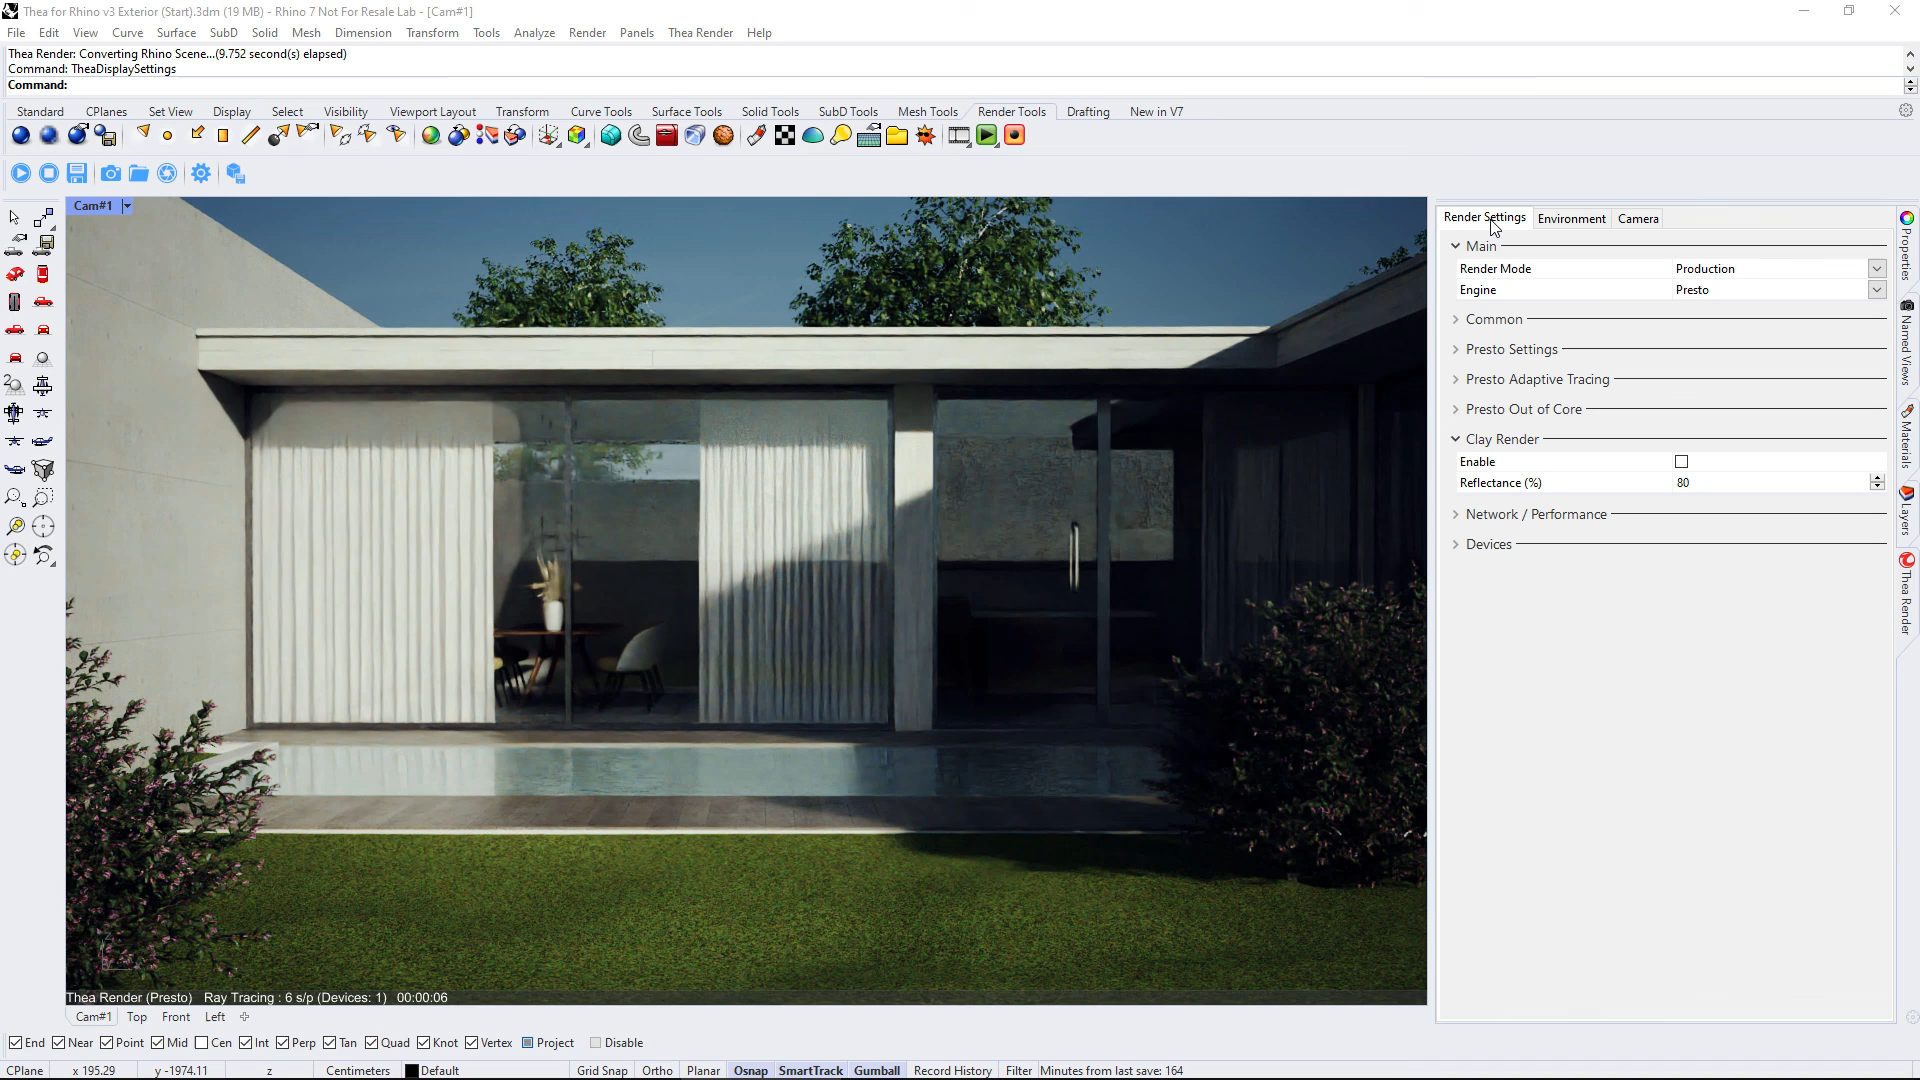 Thea for Rhino v3 Exterior (Start).3dm (19 MB) - Rhino 7 Not For Resale Lab - [Cam#1]
File Edit View Curve Surface SubD Solid Mesh Dimension Transform Tools Analyze Render Panels Thea Render Help
Thea Render: Converting Rhino Scene...(9.752 second(s) elapsed)
Command: TheaDisplaySettings
Command:
Standard CPlanes Set View Display Select Visibility Viewport Layout Transform Curve Tools Surface Tools Solid Tools SubD Tools Mesh Tools Render Tools Drafting New in V7
Cam#1
Render Settings Environment Camera
Main
Render Mode Production
Engine Presto
Common
Presto Settings
Presto Adaptive Tracing
Presto Out of Core
Clay Render
Enable
Reflectance (%) 80
Network / Performance
Devices
Properties
Named Views
Materials
Layers
Thea Render
2
Thea Render (Presto) Ray Tracing : 6 s/p (Devices: 1) 00:00:06
Cam#1 Top Front Left
End Near Point Mid Cen Int Perp Tan Quad Knot Vertex Project Disable
CPlane x 195.29 y -1974.11 z Centimeters Default Grid Snap Ortho Planar Osnap SmartTrack Gumball Record History Filter Minutes from last save: 164